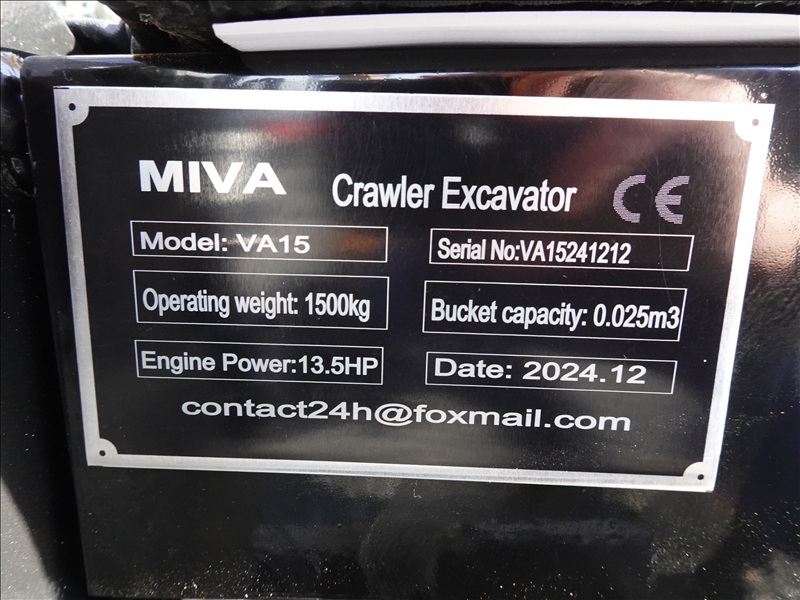 MIVA Crawler Excavator CE
Model: VA15 Serial No:VA15241212
Operating weight: 1500kg Bucket capacity: 0.025m3
Engine Power:13.5HP Date: 2024.12
contact24h@foxmail.com